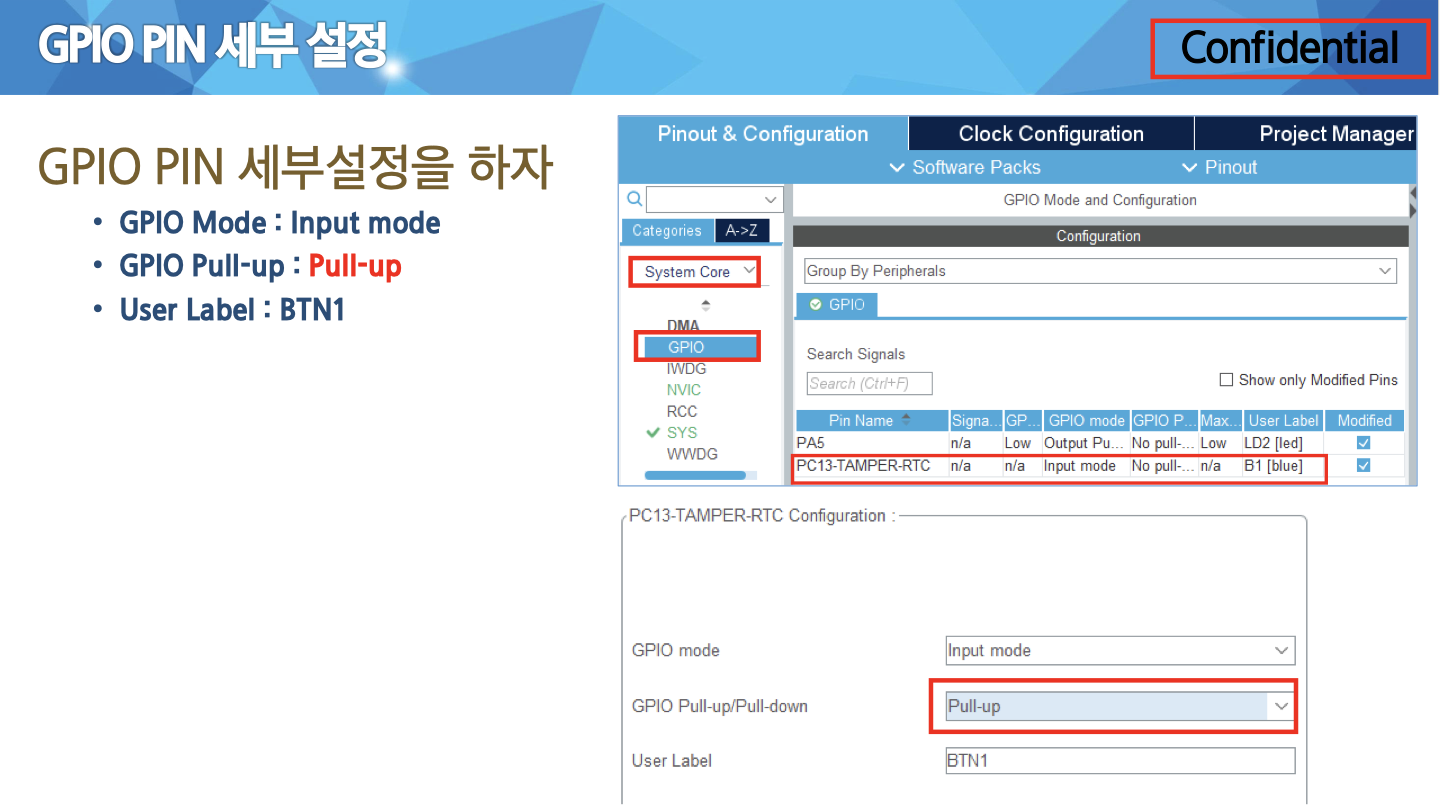 GPIO PIN 세부 설정
Confidential
GPIO PIN 세부설정을 하자
• GPIO Mode : Input mode
• GPIO Pull-up : Pull-up
• User Label : BTN1
Pinout & Configuration
Clock Configuration
Project Manager
Software Packs
Pinout
GPIO Mode and Configuration
Categories
A->Z
Configuration
System Core
Group By Peripherals
GPIO
DMA
GPIO
IWDG
NVIC
RCC
SYS
WWDG
Search Signals
Search (Ctrl+F)
Show only Modified Pins
Pin Name Signa... GP... GPIO mode GPIO P... Max... User Label Modified
PA5 n/a Low Output Pu... No pull-... Low LD2 [led]
PC13-TAMPER-RTC n/a n/a Input mode No pull-... n/a B1 [blue]
PC13-TAMPER-RTC Configuration :
GPIO mode Input mode
GPIO Pull-up/Pull-down Pull-up
User Label BTN1